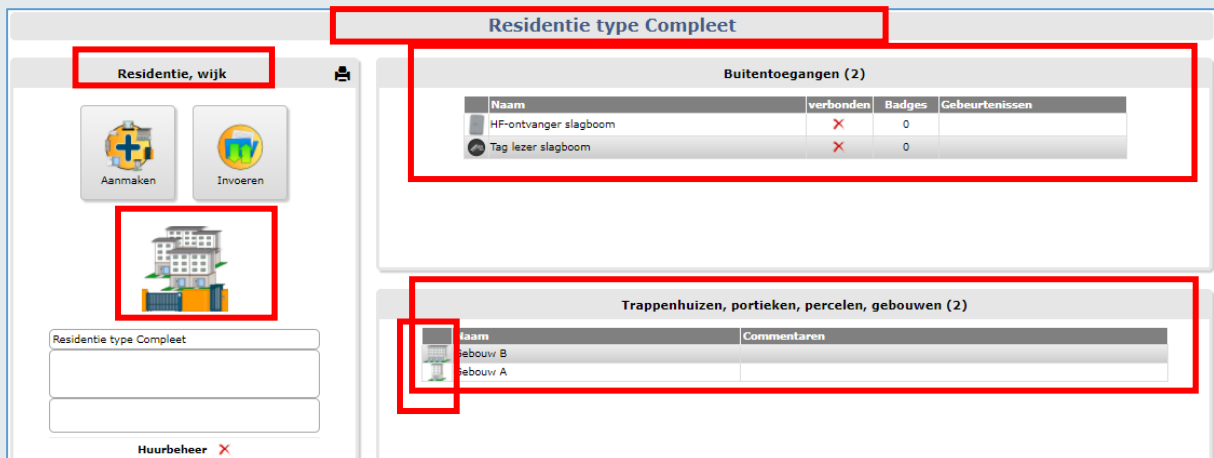 Residentie type Compleet
Residentie, wijk
Aanmaken
Invoeren
Residentie type Compleet
Huurbeheer
Buitentoegangen (2)
Naam verbonden Badges Gebeurtenissen
HF-ontvanger slagboom 0
Tag lezer slagboom 0
Trappenhuizen, portieken, percelen, gebouwen (2)
Naam Commentaren
Gebouw B
Gebouw A